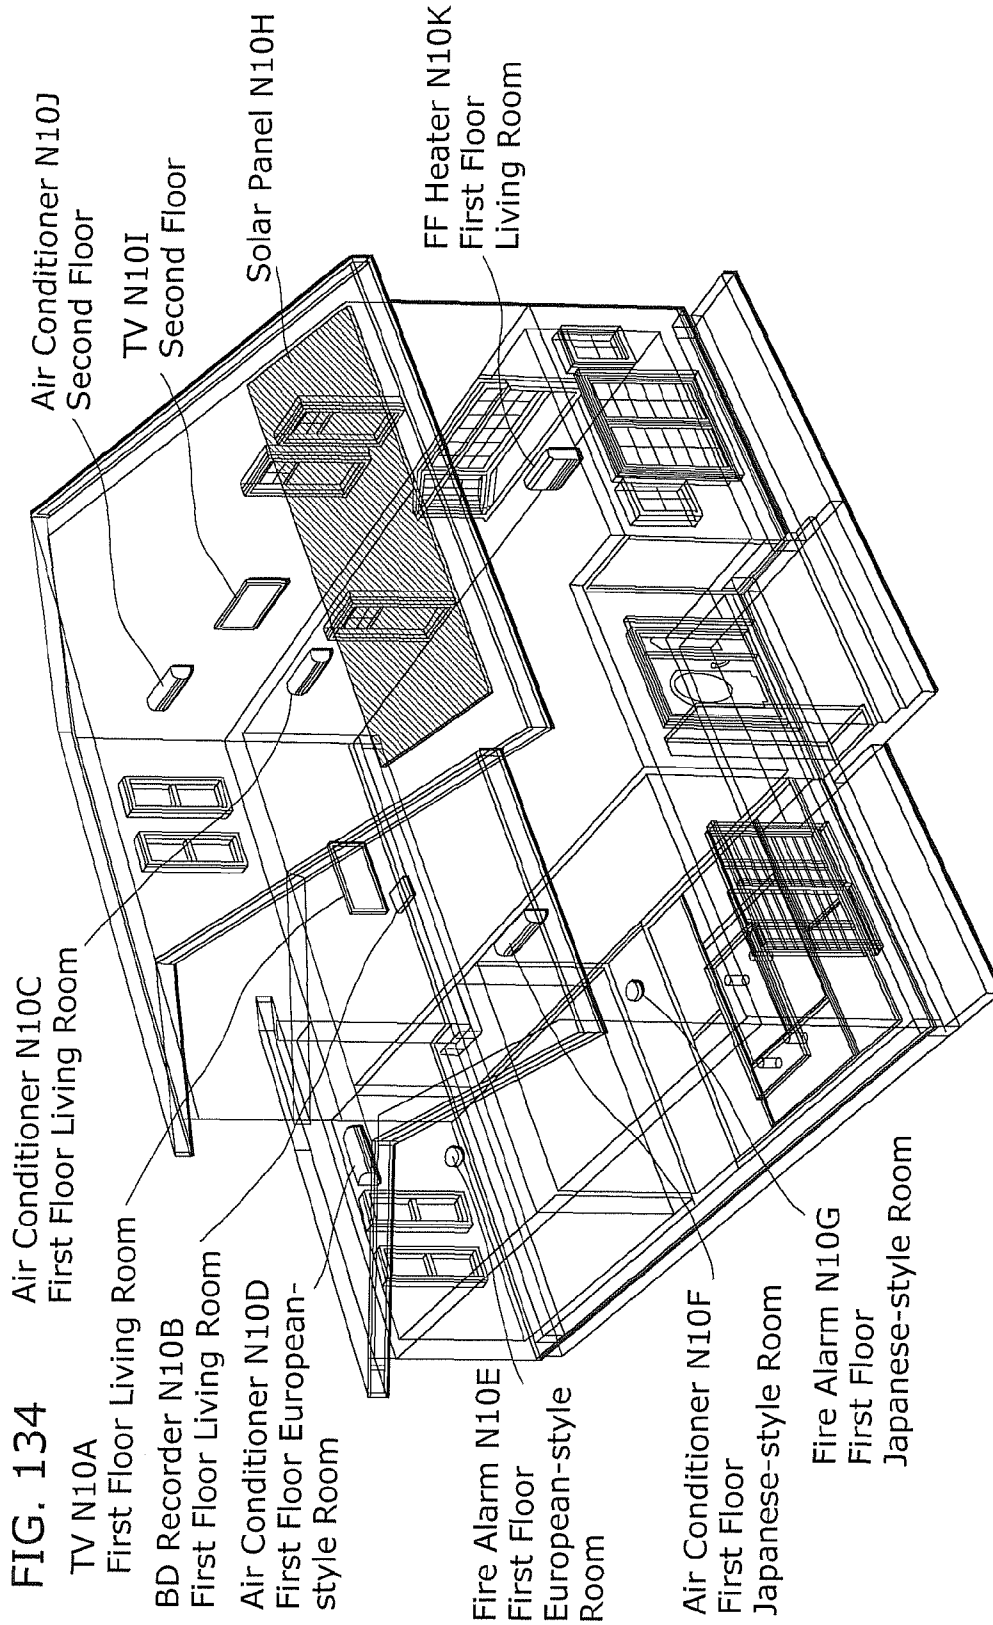 FIG. 134
TV N10A
First Floor Living Room
BD Recorder N10B
First Floor Living Room
Air Conditioner N10D
First Floor European-
style Room
Fire Alarm N10E
First Floor
European-style
Room
Air Conditioner N10F
First Floor
Japanese-style Room
Fire Alarm N10G
First Floor
Japanese-style Room
Air Conditioner N10C
First Floor Living Room
Air Conditioner N10J
Second Floor
TV N10I
Second Floor
Solar Panel N10H
FF Heater N10K
First Floor
Living Room